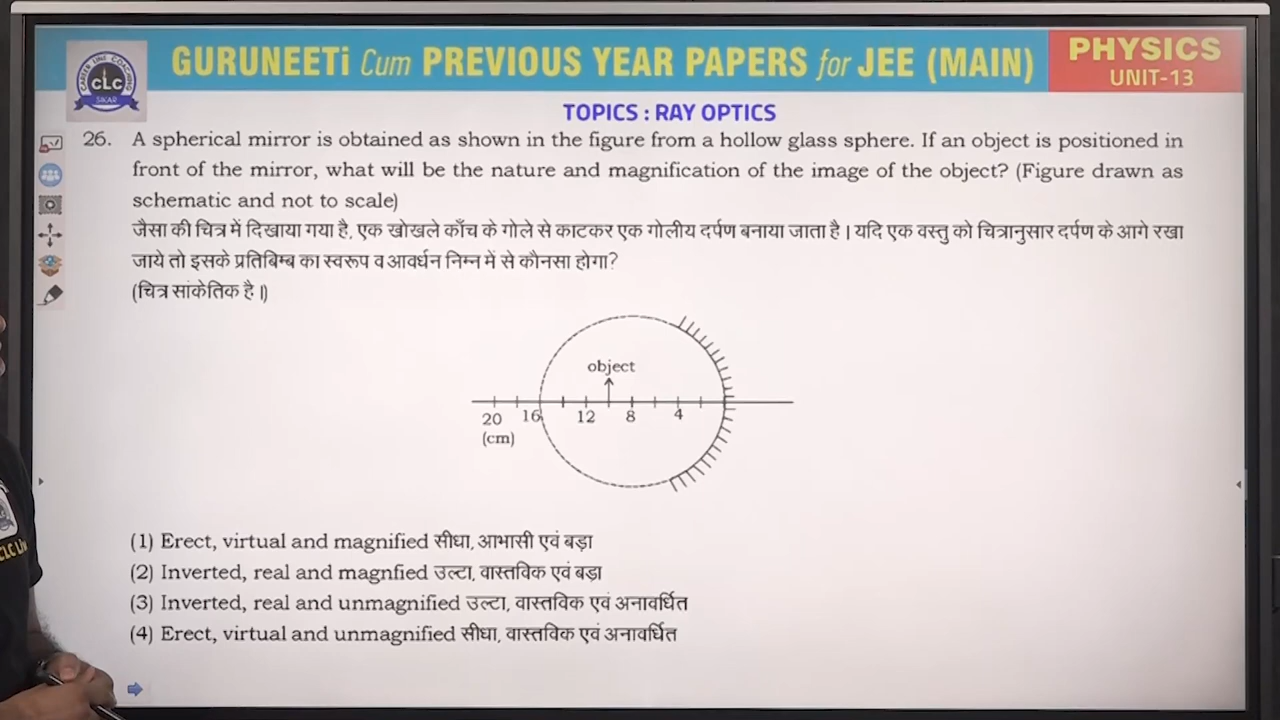 GURUNEETi Cum PREVIOUS YEAR PAPERS for JEE (MAIN)
PHYSICS
UNIT-13
CAREER LINE COACHING
CLC
SIKAR
TOPICS : RAY OPTICS
26. A spherical mirror is obtained as shown in the figure from a hollow glass sphere. If an object is positioned in
front of the mirror, what will be the nature and magnification of the image of the object? (Figure drawn as
schematic and not to scale)
जैसा की चित्र में दिखाया गया है, एक खोखले काँच के गोले से काटकर एक गोलीय दर्पण बनाया जाता है। यदि एक वस्तु को चित्रानुसार दर्पण के आगे रखा
जाये तो इसके प्रतिबिम्ब का स्वरूप व आवर्धन निम्न में से कौनसा होगा?
(चित्र सांकेतिक है।)
object
20 16 12 8 4
(cm)
(1) Erect, virtual and magnified सीधा, आभासी एवं बड़ा
(2) Inverted, real and magnfied उल्टा, वास्तविक एवं बड़ा
(3) Inverted, real and unmagnified उल्टा, वास्तविक एवं अनावर्धित
(4) Erect, virtual and unmagnified सीधा, वास्तविक एवं अनावर्धित